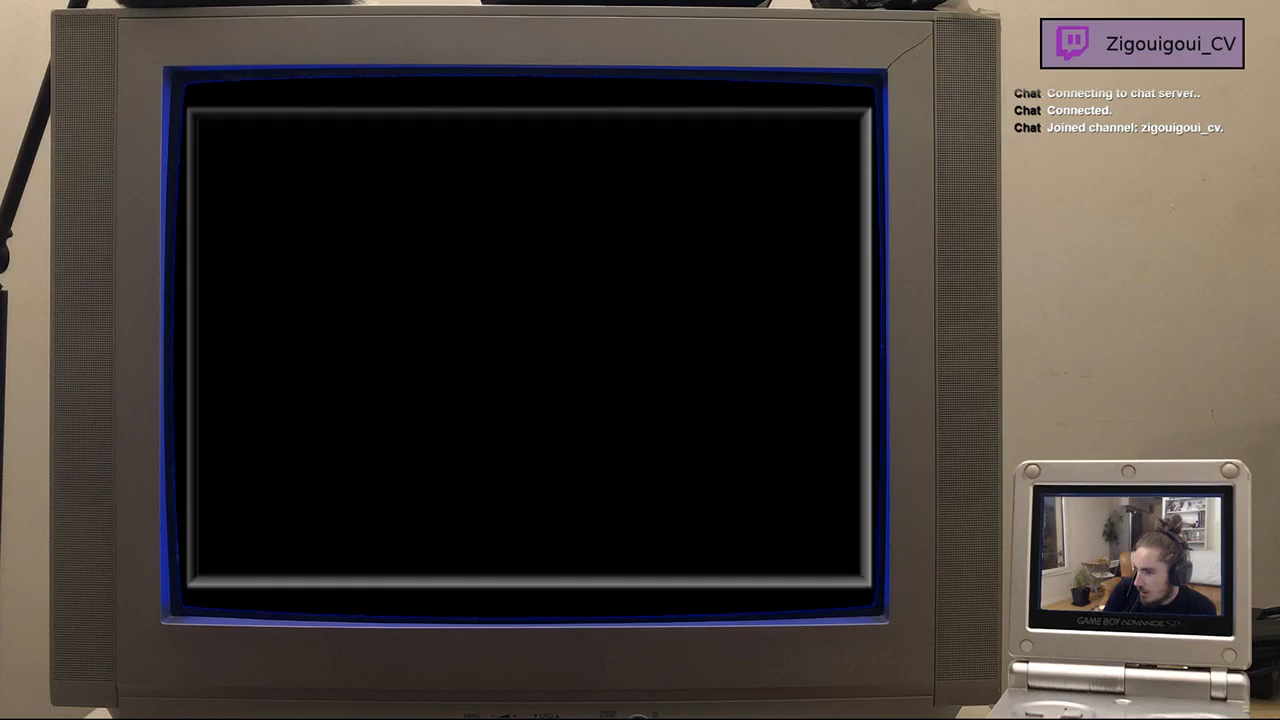 Zigouigoui_CV
Chat Connecting to chat server..
Chat Connected.
Chat Joined channel: zigouigoui_cv.
GAME BOY ADVANCE SP